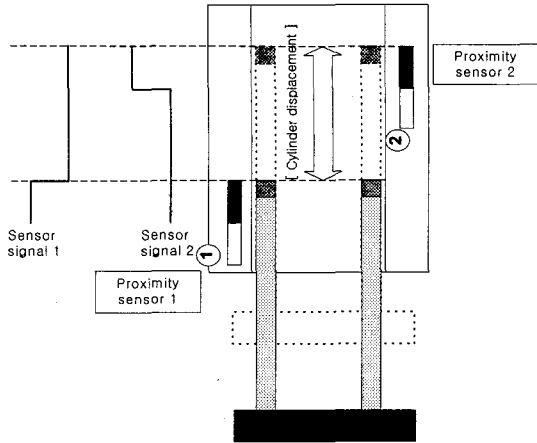 Proximity
sensor 2
[ Cylinder displacement ]
2
Sensor
signal 1
Sensor
signal 2
1
Proximity
sensor 1